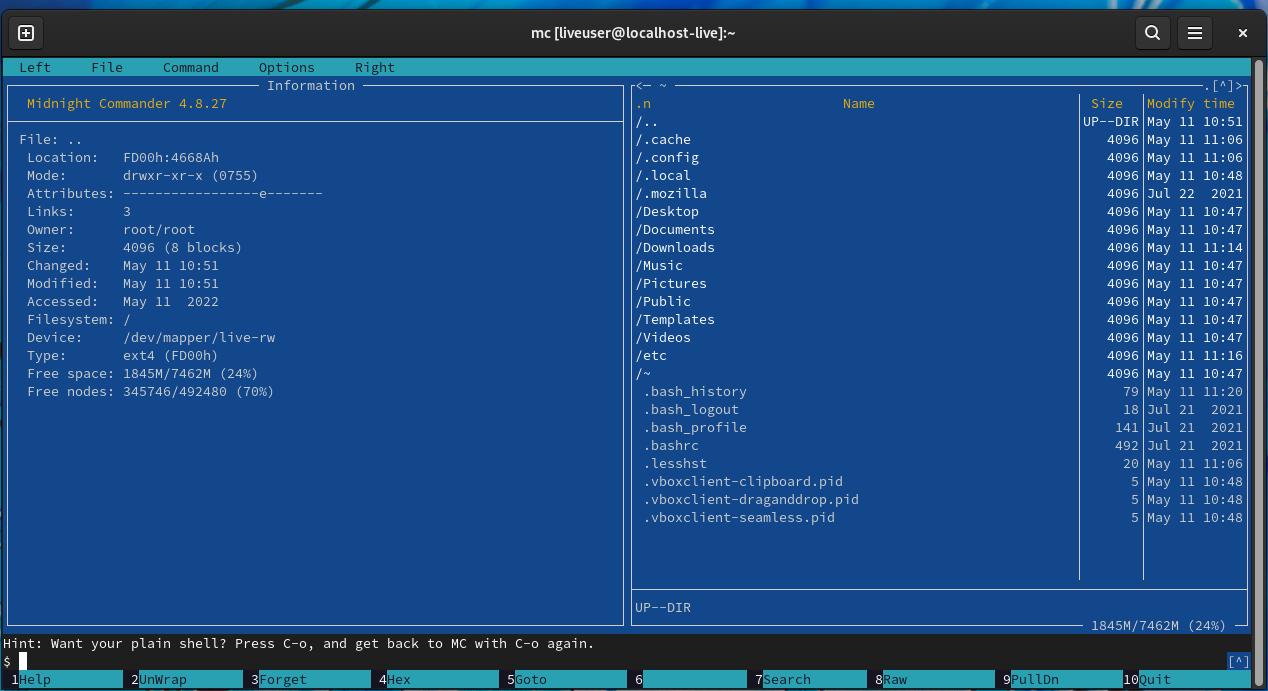 mc [liveuser@localhost-live]:~
Left File Command Options Right
Information
Midnight Commander 4.8.27
File: ..
Location: FD00h:4668Ah
Mode: drwxr-xr-x (0755)
Attributes: -----------------e-------
Links: 3
Owner: root/root
Size: 4096 (8 blocks)
Changed: May 11 10:51
Modified: May 11 10:51
Accessed: May 11 2022
Filesystem: /
Device: /dev/mapper/live-rw
Type: ext4 (FD00h)
Free space: 1845M/7462M (24%)
Free nodes: 345746/492480 (70%)
<─ ~ .[^]>
.n Name Size Modify time
/.. UP--DIR May 11 10:51
/.cache 4096 May 11 11:06
/.config 4096 May 11 11:06
/.local 4096 May 11 10:48
/.mozilla 4096 Jul 22 2021
/Desktop 4096 May 11 10:47
/Documents 4096 May 11 10:47
/Downloads 4096 May 11 11:14
/Music 4096 May 11 10:47
/Pictures 4096 May 11 10:47
/Public 4096 May 11 10:47
/Templates 4096 May 11 10:47
/Videos 4096 May 11 10:47
/etc 4096 May 11 11:16
/~ 4096 May 11 10:47
.bash_history 79 May 11 11:20
.bash_logout 18 Jul 21 2021
.bash_profile 141 Jul 21 2021
.bashrc 492 Jul 21 2021
.lesshst 20 May 11 11:06
.vboxclient-clipboard.pid 5 May 11 10:48
.vboxclient-draganddrop.pid 5 May 11 10:48
.vboxclient-seamless.pid 5 May 11 10:48
UP--DIR
1845M/7462M (24%)
Hint: Want your plain shell? Press C-o, and get back to MC with C-o again.
$ [^]
1Help 2UnWrap 3Forget 4Hex 5Goto 6 7Search 8Raw 9PullDn 10Quit